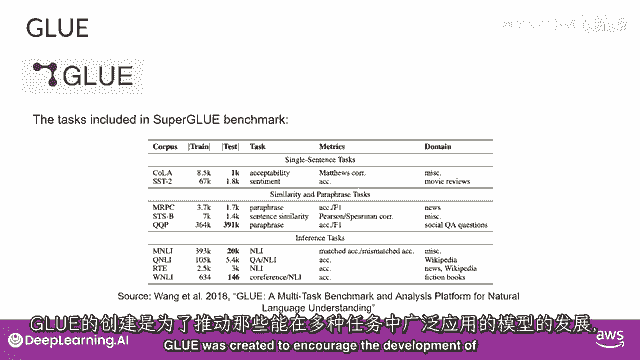 GLUE
GLUE
The tasks included in SuperGLUE benchmark:
Corpus |Train| |Test| Task Metrics Domain
Single-Sentence Tasks
CoLA 8.5k 1k acceptability Matthews corr. misc.
SST-2 67k 1.8k sentiment acc. movie reviews
Similarity and Paraphrase Tasks
MRPC 3.7k 1.7k paraphrase acc./F1 news
STS-B 7k 1.4k sentence similarity Pearson/Spearman corr. misc.
QQP 364k 391k paraphrase acc./F1 social QA questions
Inference Tasks
MNLI 393k 20k NLI matched acc./mismatched acc. misc.
QNLI 105k 5.4k QA/NLI acc. Wikipedia
RTE 2.5k 3k NLI acc. news, Wikipedia
WNLI 634 146 coreference/NLI acc. fiction books
Source: Wang et al. 2018, “GLUE: A Multi-Task Benchmark and Analysis Platform for Natural
Language Understanding”
GLUE的创建是为了推动那些能在多种任务中广泛应用的模型的发展,
GLUE was created to encourage the development of
DeepLearning.AI
aws